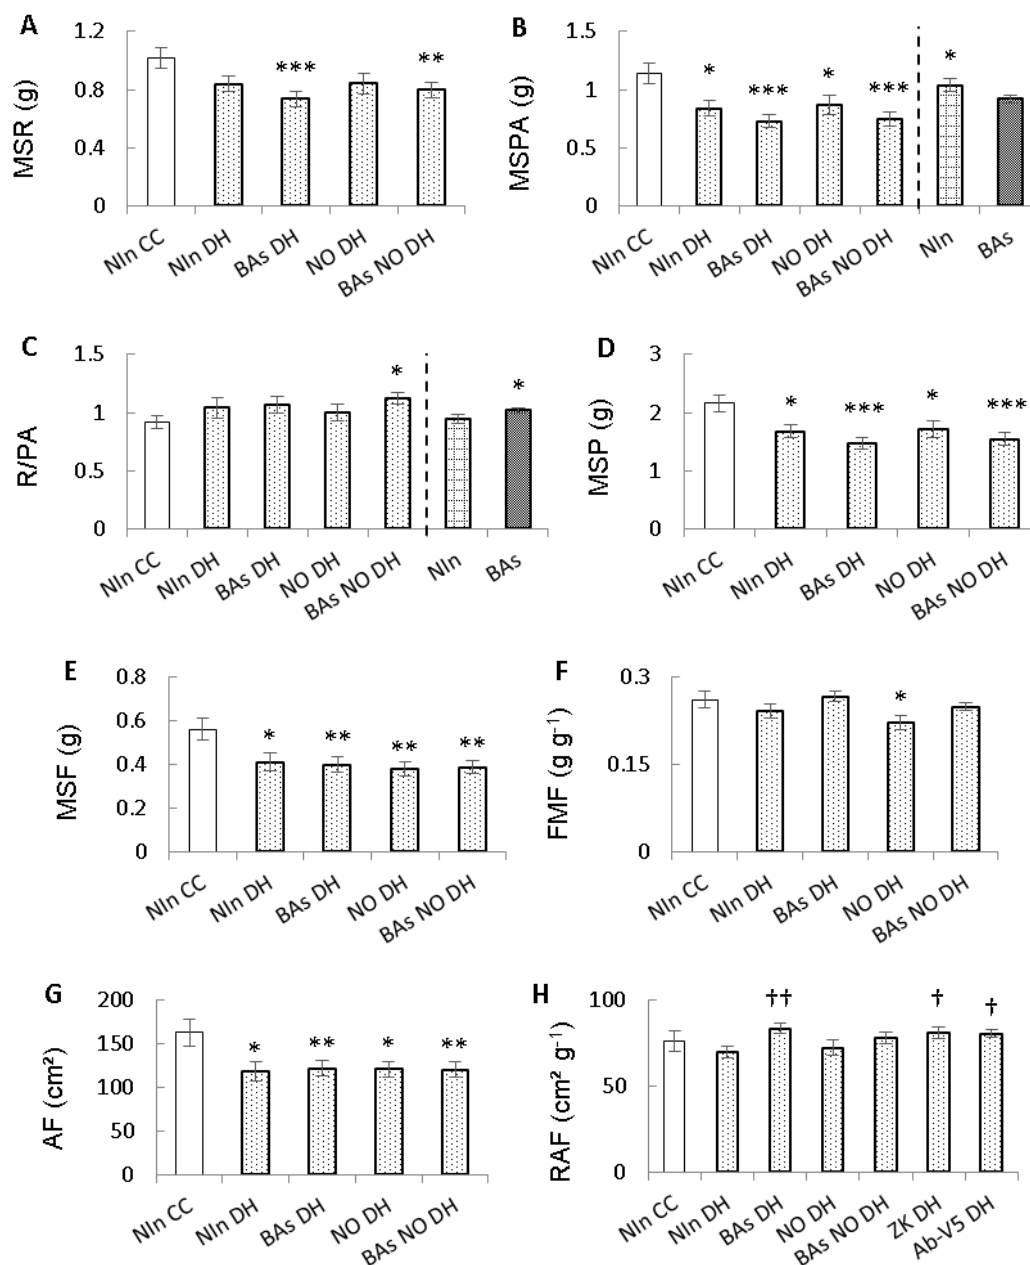 A
MSR (g)
1.2
0.8
0.4
0
***
**
NIn CC
NIn DH
BAs DH
NO DH
BAs NO DH
B
MSPA (g)
1.5
1
0.5
0
*
***
*
***
*
NIn CC
NIn DH
BAs DH
NO DH
BAs NO DH
NIn
BAs
C
R/PA
1.5
1
0.5
0
*
*
NIn CC
NIn DH
BAs DH
NO DH
BAs NO DH
NIn
BAs
D
MSP (g)
3
2
1
0
*
***
*
***
NIn CC
NIn DH
BAs DH
NO DH
BAs NO DH
E
MSF (g)
0.8
0.6
0.4
0.2
0
*
**
**
**
NIn CC
NIn DH
BAs DH
NO DH
BAs NO DH
F
FMF (g g⁻¹)
0.3
0.15
0
*
NIn CC
NIn DH
BAs DH
NO DH
BAs NO DH
G
AF (cm²)
200
150
100
50
0
*
**
*
**
NIn CC
NIn DH
BAs DH
NO DH
BAs NO DH
H
RAF (cm² g⁻¹)
100
50
0
††
†
†
NIn CC
NIn DH
BAs DH
NO DH
BAs NO DH
ZK DH
Ab-V5 DH